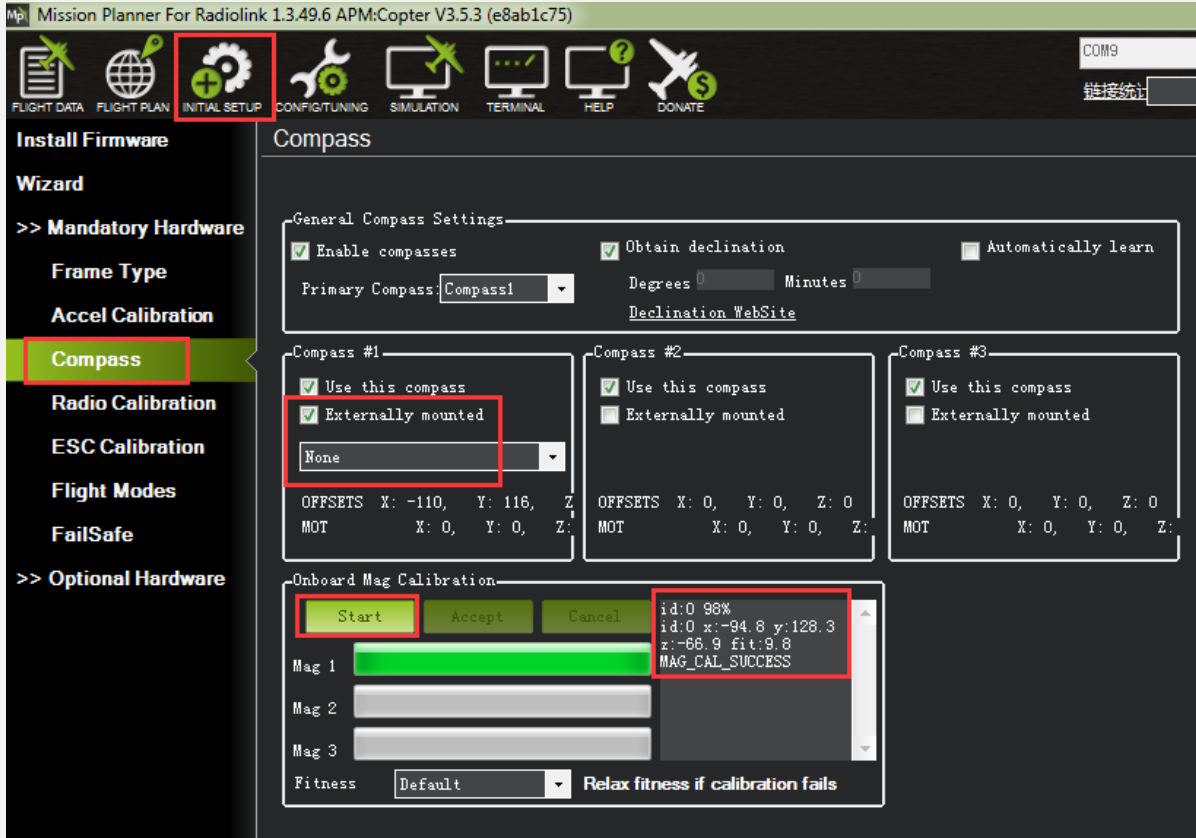 Mission Planner For Radiolink 1.3.49.6 APM:Copter V3.5.3 (e8ab1c75)
FLIGHT DATA FLIGHT PLAN INITIAL SETUP CONFIG/TUNING SIMULATION TERMINAL HELP DONATE
COM9
链接统计
Install Firmware
Wizard
>> Mandatory Hardware
Frame Type
Accel Calibration
Compass
Radio Calibration
ESC Calibration
Flight Modes
FailSafe
>> Optional Hardware
Compass
General Compass Settings
Enable compasses Obtain declination Automatically learn
Primary Compass: Compass1 Degrees 0 Minutes 0
Declination WebSite
Compass #1
Use this compass
Externally mounted
None
OFFSETS X: -110, Y: 116, Z
MOT X: 0, Y: 0, Z:
Compass #2
Use this compass
Externally mounted
OFFSETS X: 0, Y: 0, Z: 0
MOT X: 0, Y: 0, Z:
Compass #3
Use this compass
Externally mounted
OFFSETS X: 0, Y: 0, Z: 0
MOT X: 0, Y: 0, Z:
Onboard Mag Calibration
Start Accept Cancel
Mag 1
Mag 2
Mag 3
id:0 98%
id:0 x:-94.8 y:128.3
z:-66.9 fit:9.8
MAG_CAL_SUCCESS
Fitness Default Relax fitness if calibration fails